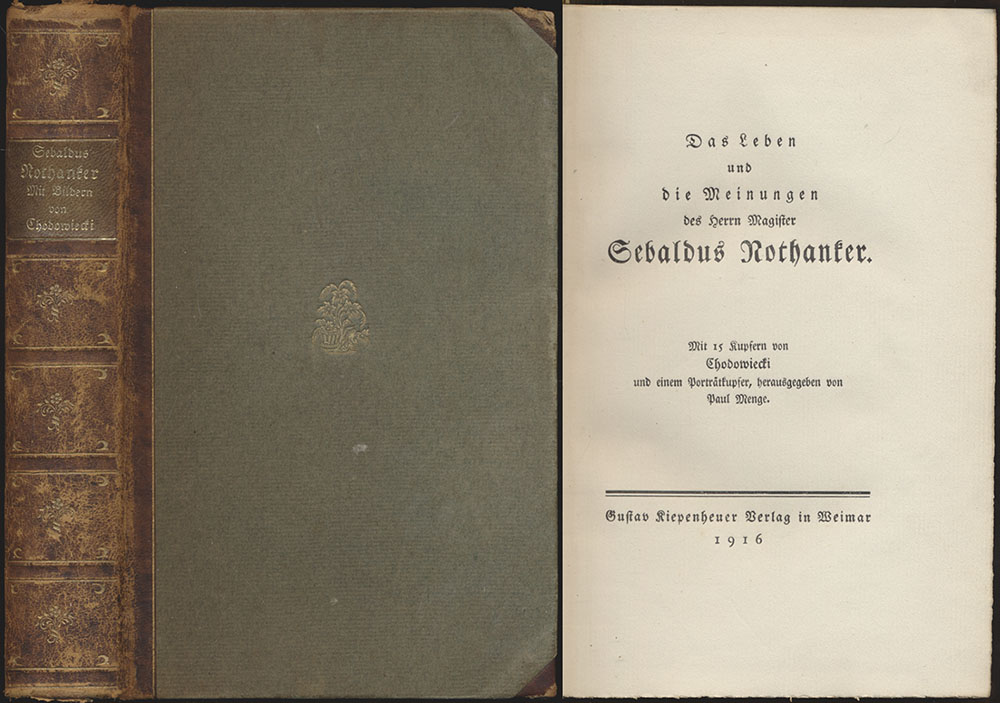 Sebaldus
Nothanker
Mit Bildern
von
Chodowiecki
Das Leben
und
die Meinungen
des Herrn Magister
Sebaldus Nothanker.
Mit 15 Kupfern von
Chodowiecki
und einem Porträtkupfer, herausgegeben von
Paul Menge.
Gustav Kiepenheuer Verlag in Weimar
1916